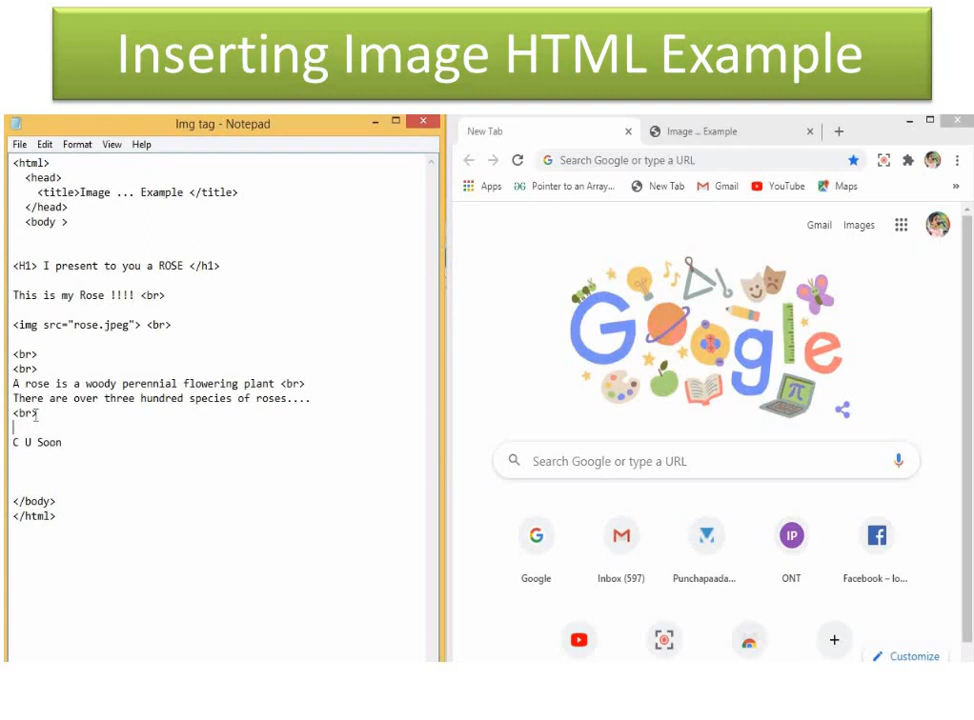 Inserting Image HTML Example
Img tag - Notepad
File Edit Format View Help
<html>
<head>
<title>Image ... Example </title>
</head>
<body >
<H1> I present to you a ROSE </h1>
This is my Rose !!!! <br>
<img src="rose.jpeg"> <br>
<br>
<br>
A rose is a woody perennial flowering plant <br>
There are over three hundred species of roses....
<br>
C U Soon
</body>
</html>
New Tab
Image ... Example
Search Google or type a URL
Apps
Pointer to an Array...
New Tab
Gmail
YouTube
Maps
»
Gmail Images
Google
π
Search Google or type a URL
IP
Google
Inbox (597)
Punchapaada...
ONT
Facebook – lo...
Customize